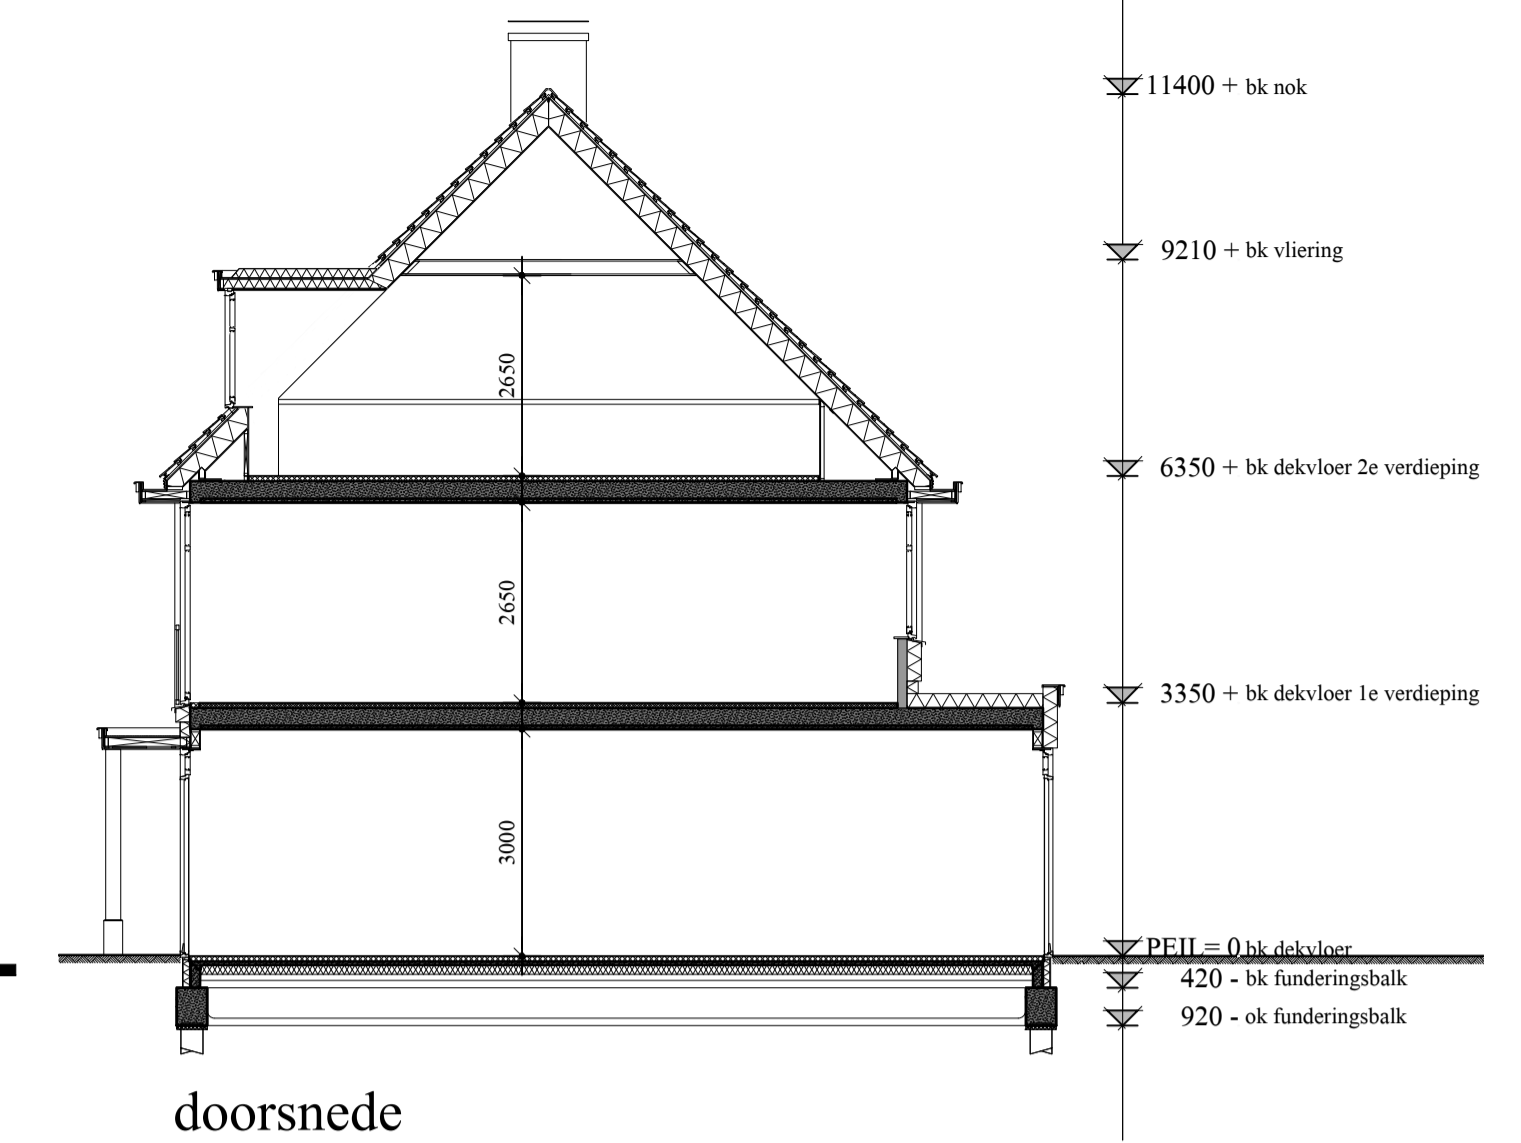 11400 + bk nok
9210 + bk vliering
2650
6350 + bk dekvloer 2e verdieping
2650
3350 + bk dekvloer 1e verdieping
3000
PEIL= 0 bk dekvloer
420 - bk funderingsbalk
920 - ok funderingsbalk
doorsnede